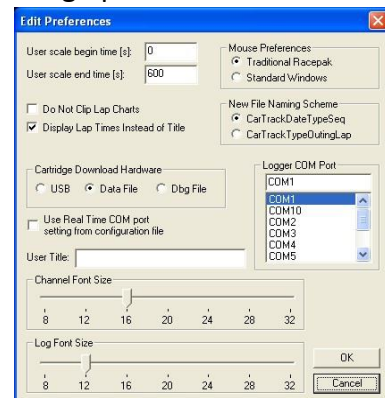 Edit Preferences
User scale begin time [s]: 0
User scale end time [s]: 600
Mouse Preferences
Traditional Racepak
Standard Windows
Do Not Clip Lap Charts
Display Lap Times Instead of Title
New File Naming Scheme
CarTrackDateTypeSeq
CarTrackTypeOutingLap
Cartridge Download Hardware
USB Data File Dbg File
Logger COM Port
COM1
COM1
COM10
COM2
COM3
COM4
COM5
Use Real Time COM port
setting from configuration file
User Title:
Channel Font Size
8 12 16 20 24 28 32
Log Font Size
8 12 16 20 24 28 32
OK
Cancel